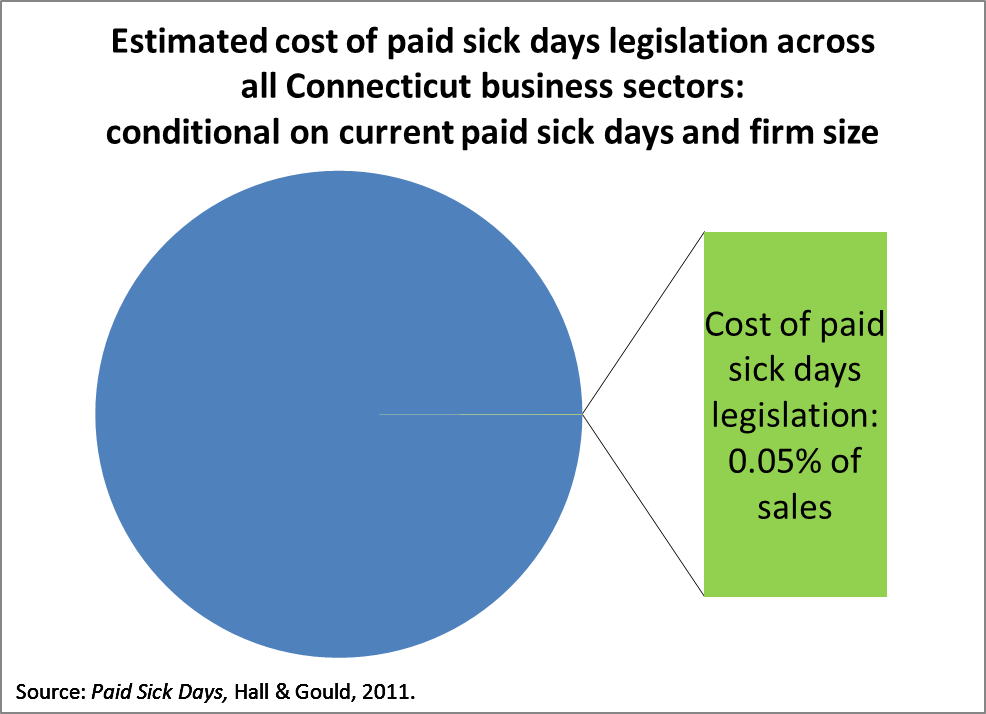 Estimated cost of paid sick days legislation across
all Connecticut business sectors:
conditional on current paid sick days and firm size
Cost of paid
sick days
legislation:
0.05% of
sales
Source: Paid Sick Days, Hall & Gould, 2011.